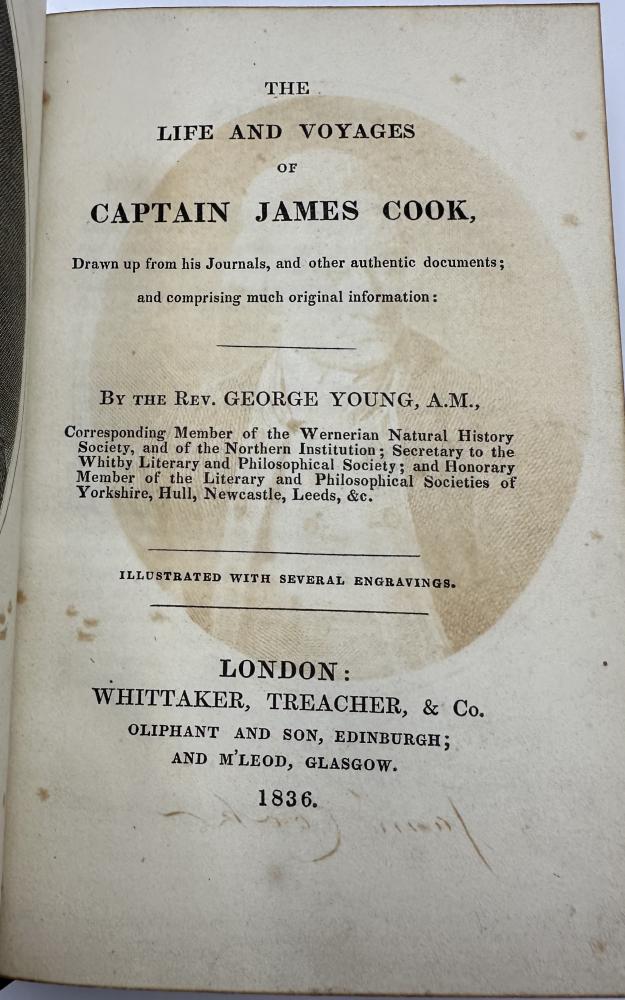 THE
LIFE AND VOYAGES
OF
CAPTAIN JAMES COOK,
Drawn up from his Journals, and other authentic documents;
and comprising much original information:
BY THE REV. GEORGE YOUNG, A.M.,
Corresponding Member of the Wernerian Natural History
Society, and of the Northern Institution; Secretary to the
Whitby Literary and Philosophical Society; and Honorary
Member of the Literary and Philosophical Societies of
Yorkshire, Hull, Newcastle, Leeds, &c.
ILLUSTRATED WITH SEVERAL ENGRAVINGS.
LONDON:
WHITTAKER, TREACHER, & Co.
OLIPHANT AND SON, EDINBURGH;
AND M'LEOD, GLASGOW.
1836.